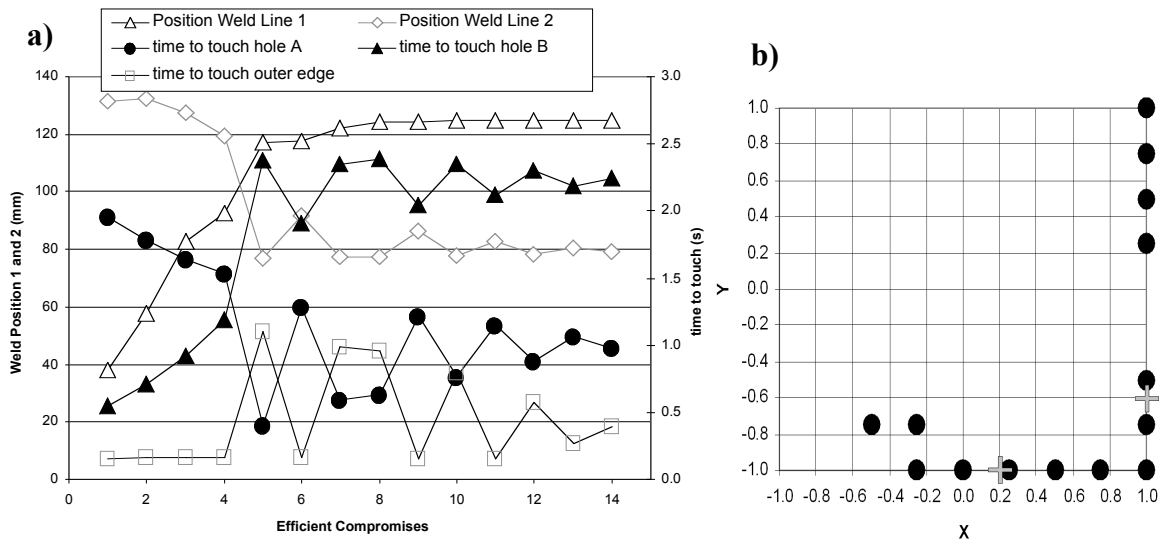 a)
Position Weld Line 1
Position Weld Line 2
time to touch hole A
time to touch hole B
time to touch outer edge
140
120
100
80
60
40
20
0
Weld Position 1 and 2 (mm)
3.0
2.5
2.0
1.5
1.0
0.5
0.0
time to touch (s)
0 2 4 6 8 10 12 14
Efficient Compromises
b)
1.0
0.8
0.6
0.4
0.2
0.0
-0.2
-0.4
-0.6
-0.8
-1.0
Y
-1.0 -0.8 -0.6 -0.4 -0.2 0.0 0.2 0.4 0.6 0.8 1.0
X